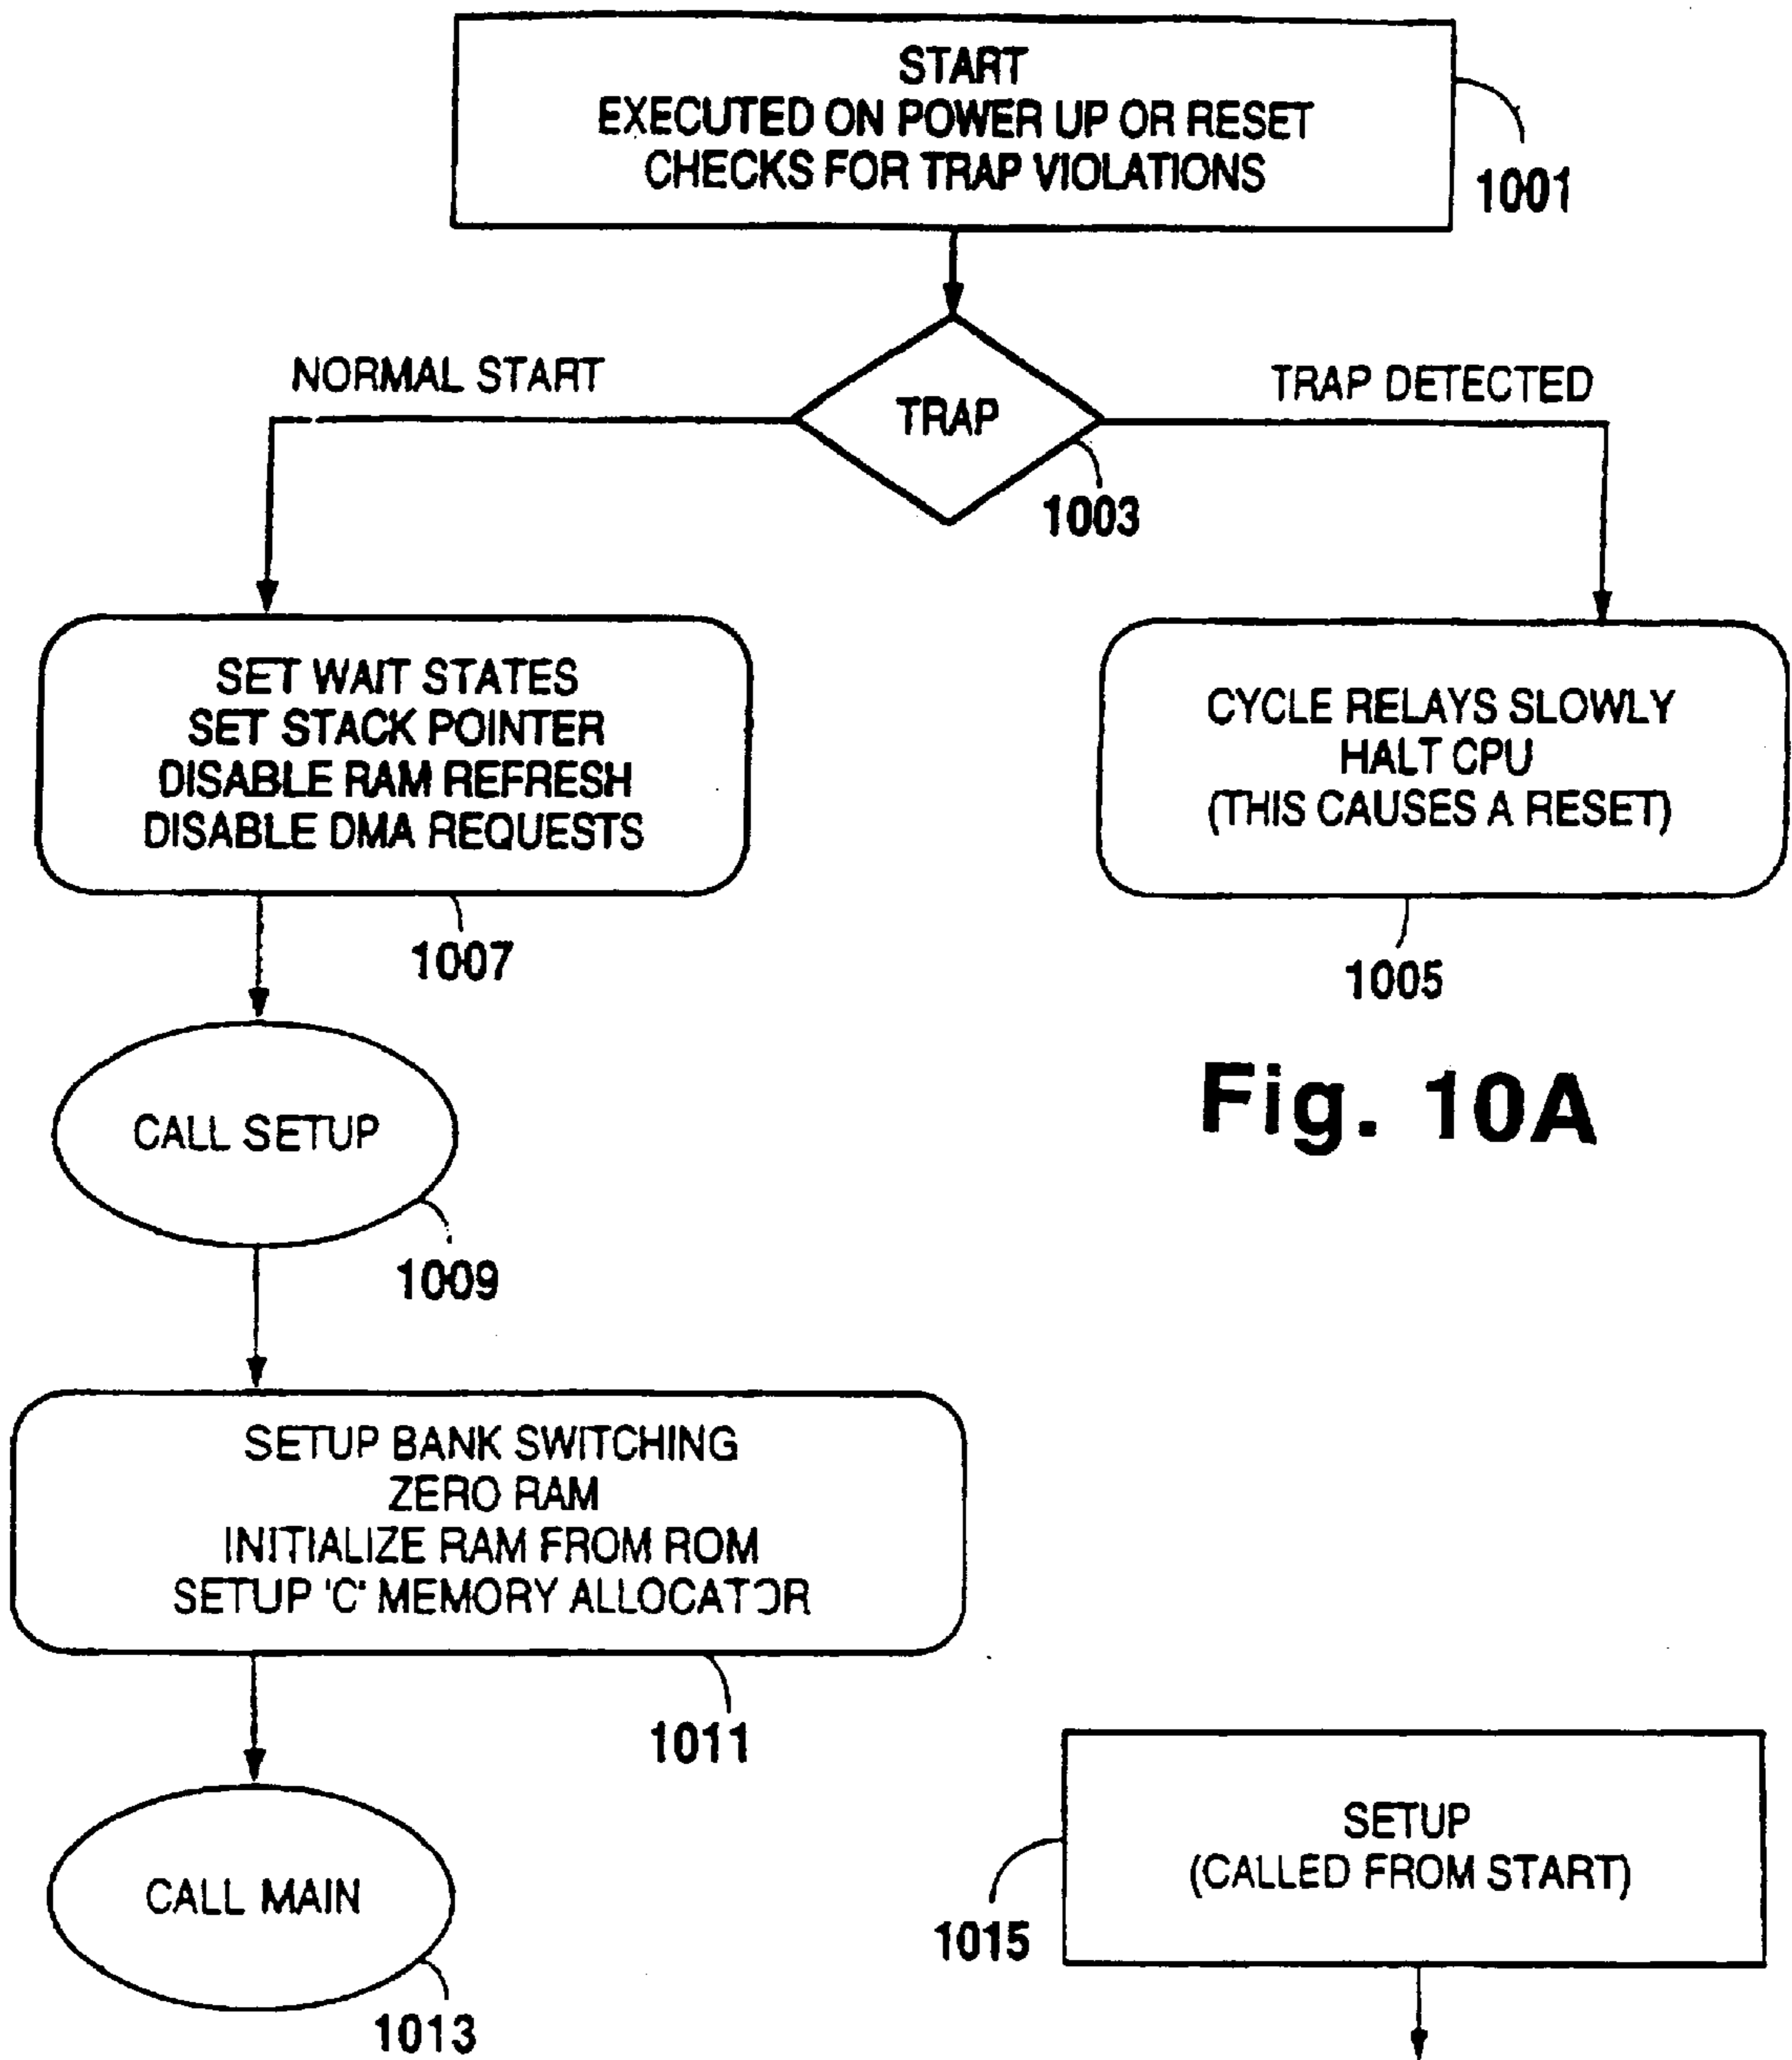 START
EXECUTED ON POWER UP OR RESET
CHECKS FOR TRAP VIOLATIONS
1001
NORMAL START
TRAP
TRAP DETECTED
1003
SET WAIT STATES
SET STACK POINTER
DISABLE RAM REFRESH
DISABLE DMA REQUESTS
1007
CYCLE RELAYS SLOWLY
HALT CPU
(THIS CAUSES A RESET)
1005
Fig. 10A
CALL SETUP
1009
SETUP BANK SWITCHING
ZERO RAM
INITIALIZE RAM FROM ROM
SETUP 'C' MEMORY ALLOCATOR
1011
CALL MAIN
1013
SETUP
(CALLED FROM START)
1015